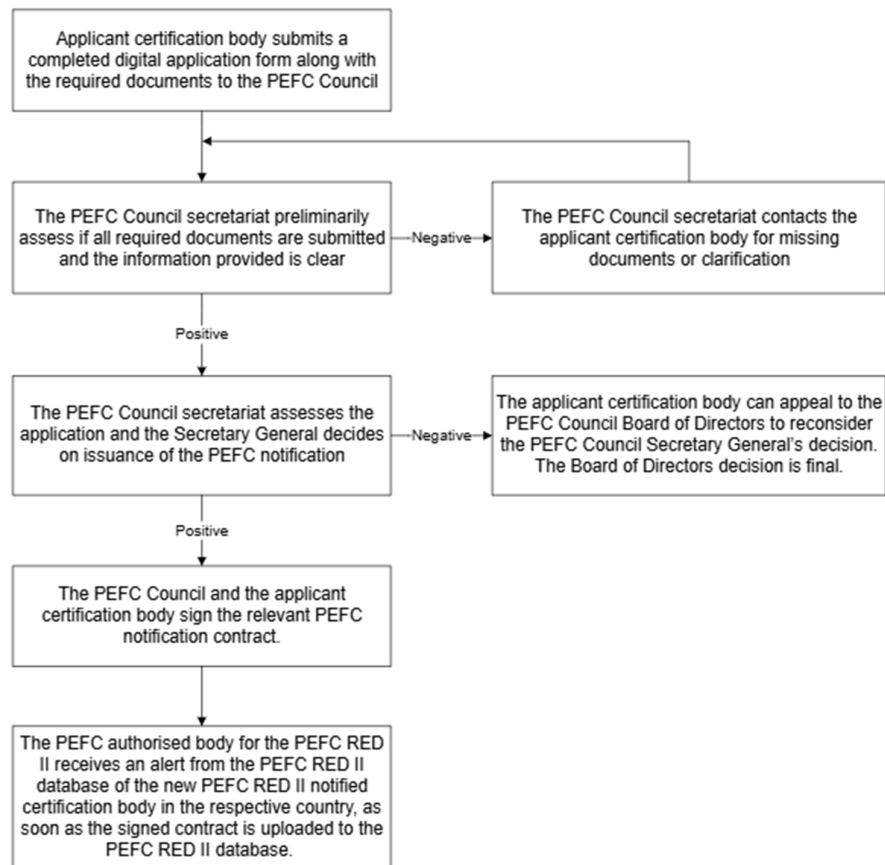 Applicant certification body submits a
completed digital application form along with
the required documents to the PEFC Council
The PEFC Council secretariat preliminarily
assess if all required documents are submitted
and the information provided is clear
Negative
The PEFC Council secretariat contacts the
applicant certification body for missing
documents or clarification
Positive
The PEFC Council secretariat assesses the
application and the Secretary General decides
on issuance of the PEFC notification
Negative
The applicant certification body can appeal to the
PEFC Council Board of Directors to reconsider
the PEFC Council Secretary General's decision.
The Board of Directors decision is final.
Positive
The PEFC Council and the applicant
certification body sign the relevant PEFC
notification contract.
The PEFC authorised body for the PEFC RED
II receives an alert from the PEFC RED II
database of the new PEFC RED II notified
certification body in the respective country, as
soon as the signed contract is uploaded to the
PEFC RED II database.